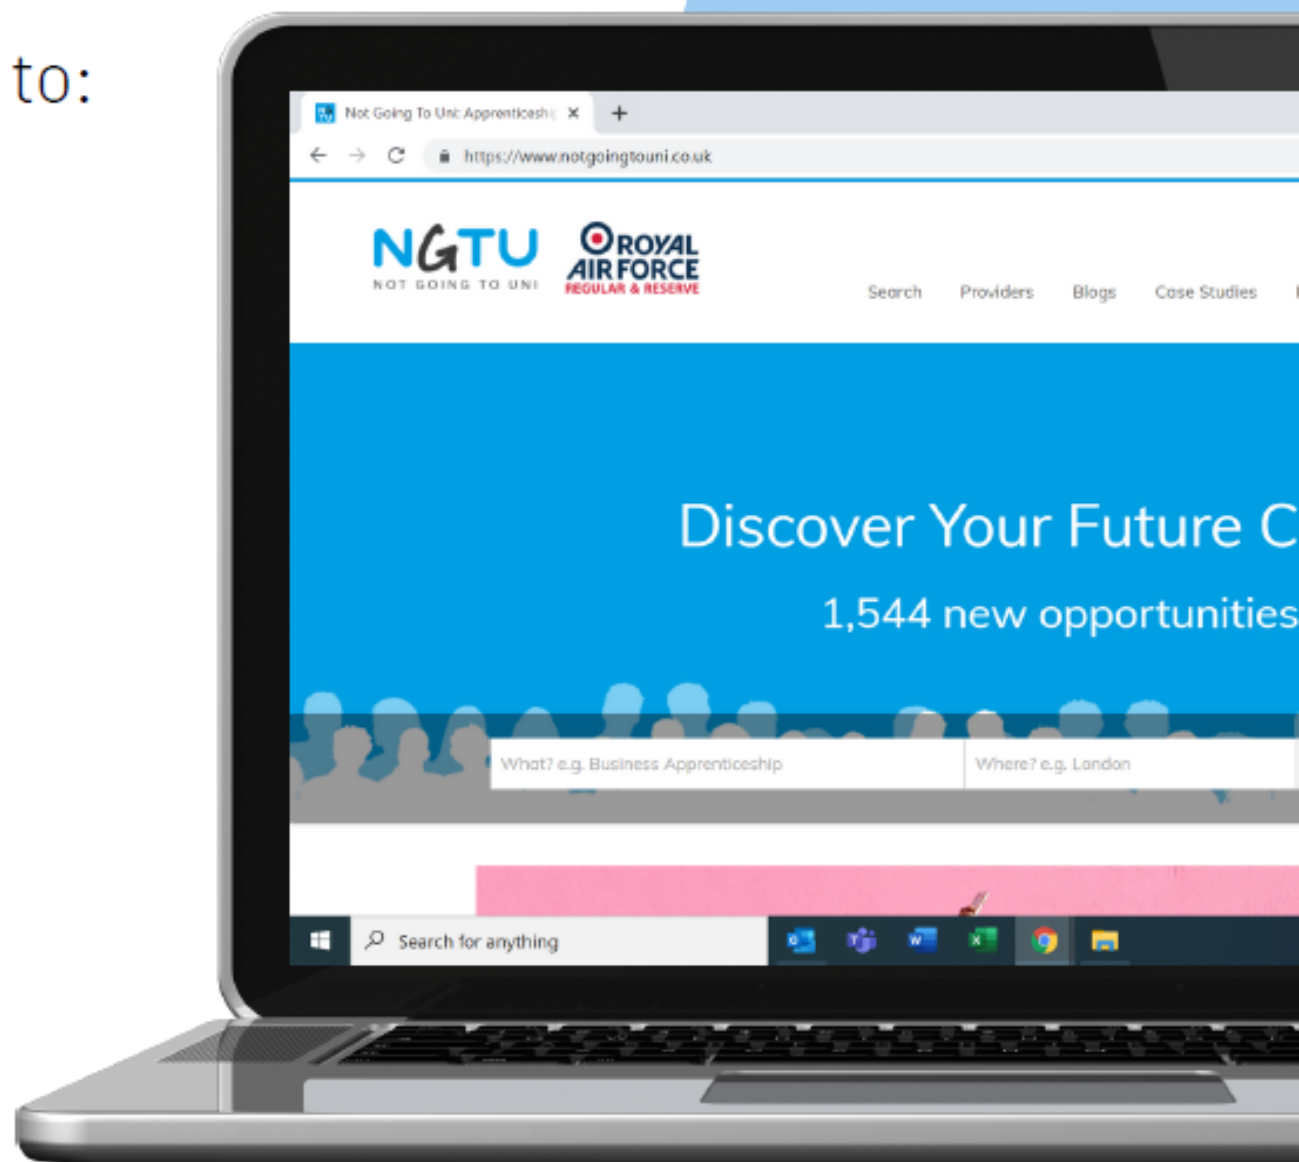 to:
Not Going To Uni: Apprenticeshi
https://www.notgoingtouni.co.uk
NGTU
NOT GOING TO UNI
ROYAL
AIR FORCE
REGULAR & RESERVE
Search Providers Blogs Case Studies
Discover Your Future C
1,544 new opportunities
What? e.g. Business Apprenticeship Where? e.g. London
Search for anything